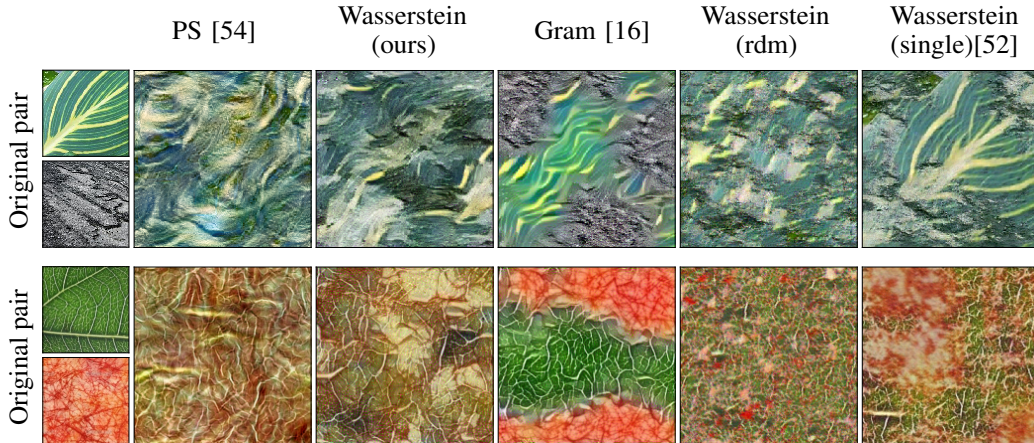 PS [54]
Wasserstein
(ours)
Gram [16]
Wasserstein
(rdm)
Wasserstein
(single)[52]
Original pair
Original pair